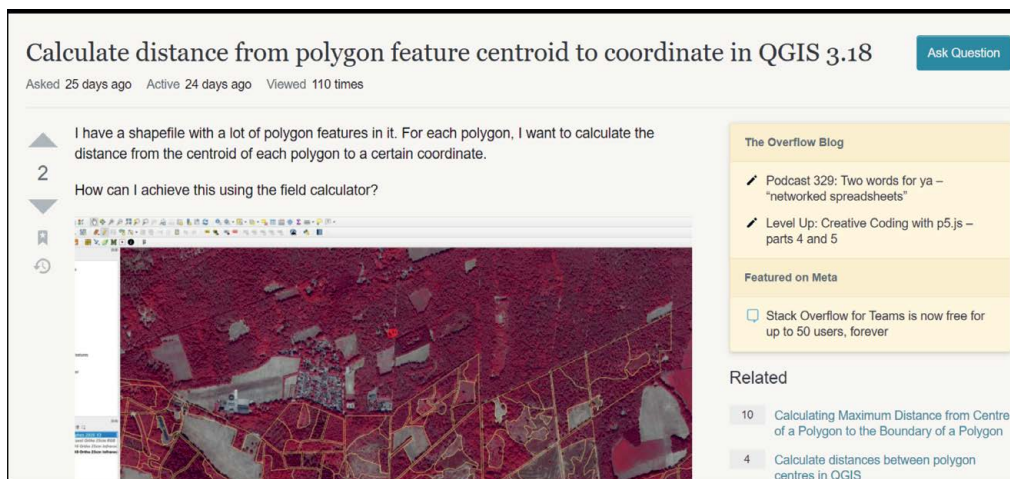 Calculate distance from polygon feature centroid to coordinate in QGIS 3.18
Ask Question
Asked 25 days ago Active 24 days ago Viewed 110 times
I have a shapefile with a lot of polygon features in it. For each polygon, I want to calculate the
distance from the centroid of each polygon to a certain coordinate.
2
How can I achieve this using the field calculator?
The Overflow Blog
Podcast 329: Two words for ya –
“networked spreadsheets”
Level Up: Creative Coding with p5.js –
parts 4 and 5
Featured on Meta
Stack Overflow for Teams is now free for
up to 50 users, forever
Related
10 Calculating Maximum Distance from Centre
of a Polygon to the Boundary of a Polygon
4 Calculate distances between polygon
centres in QGIS